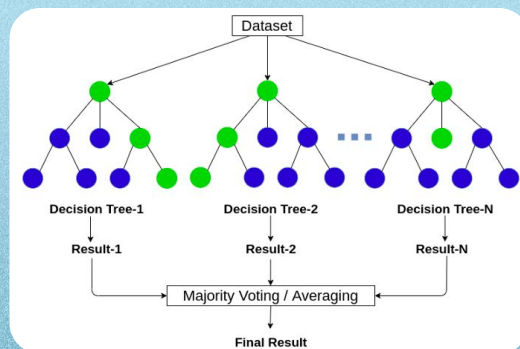 Dataset
Decision Tree-1
Decision Tree-2
Decision Tree-N
Result-1
Result-2
Result-N
Majority Voting / Averaging
Final Result